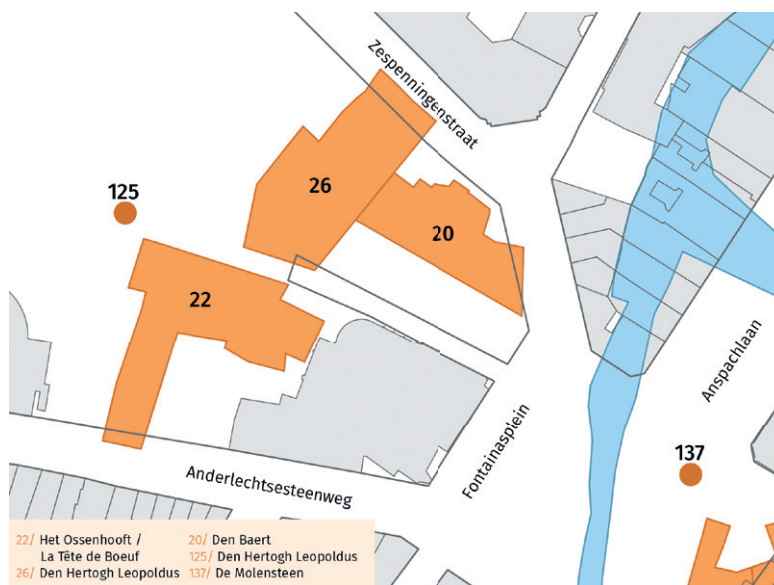 Zespenningenstraat
125
26
20
22
Anspachlaan
Fontainasplein
137
Anderlechtsesteenweg
22/ Het Ossenhooft /
La Tête de Boeuf
26/ Den Hertogh Leopoldus
20/ Den Baert
125/ Den Hertogh Leopoldus
137/ De Molensteen